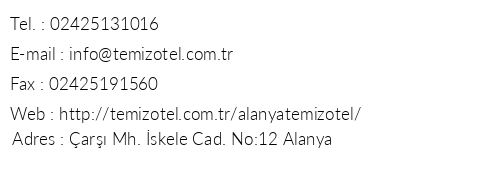 Tel. : 02425131016
E-mail : info@temizotel.com.tr
Fax : 02425191560
Web : http://temizotel.com.tr/alanyatemizotel/
Adres : Çarşı Mh. İskele Cad. No:12 Alanya